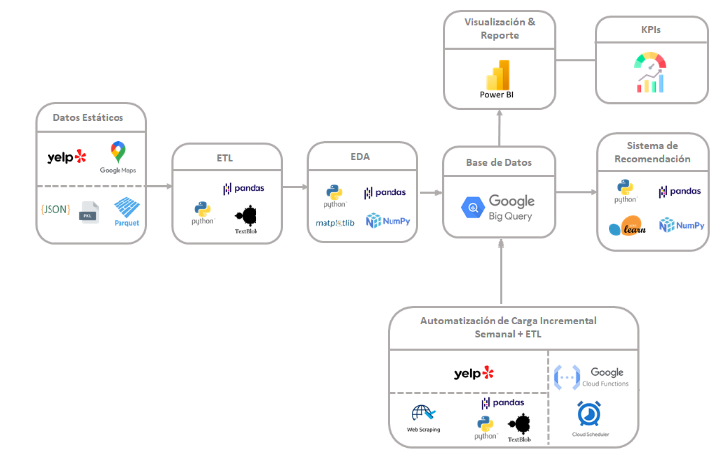 Visualización &
Reporte
Power BI
KPIs
Datos Estáticos
yelp
Google Maps
{JSON}
PKL
Parquet
ETL
pandas
python
TextBlob
EDA
python
pandas
matplotlib
NumPy
Base de Datos
Google
Big Query
Sistema de
Recomendación
python
pandas
learn
NumPy
Automatización de Carga Incremental
Semanal + ETL
yelp
Google
Cloud Functions
Web Scraping
pandas
python
TextBlob
Cloud Scheduler